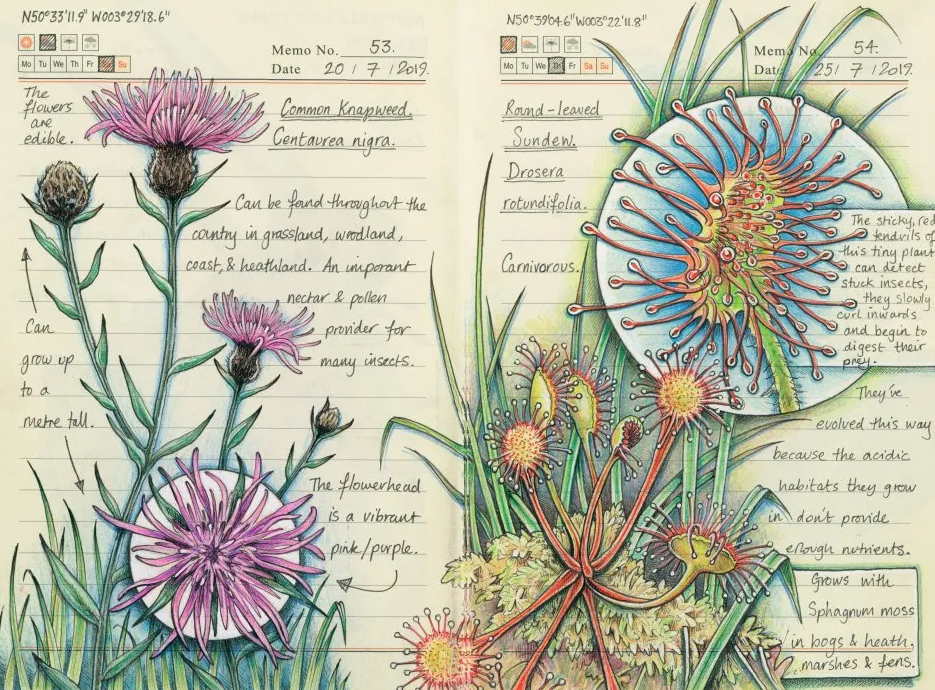 N50°33'11.9" W003°29'18.6"
Mo Tu We Th Fr Sa Su
Memo No. 53.
Date 20 / 7 / 2019.
The
flowers
are
edible.
Common Knapweed.
Centaurea nigra.
Can be fand throughout the
country in grassland, woodland,
coast, & heathland. An imporant
nectar & pollen
provider for
many insects.
Can
grow up
to a
metre tall.
The flowerhead
is a vibrant
pink/purple.
N50°39'04.6" W003°22'11.8"
Mo Tu We Th Fr Sa Su
Memo No. 54.
Date 25 / 7 / 2019.
Round-leaved
Sundew.
Drosera
rotundifolia.
Carnivorous.
The sticky, red
tendrils of
this tiny plant
can detect
stuck insects,
they slowly
curl inwards
and begin to
digest their
prey.
They've
evolved this way
because the acidic
habitats they grow
in don't provide
enough nutrients.
Grows with
Sphagnum moss
in bogs & heath,
marshes & fens.